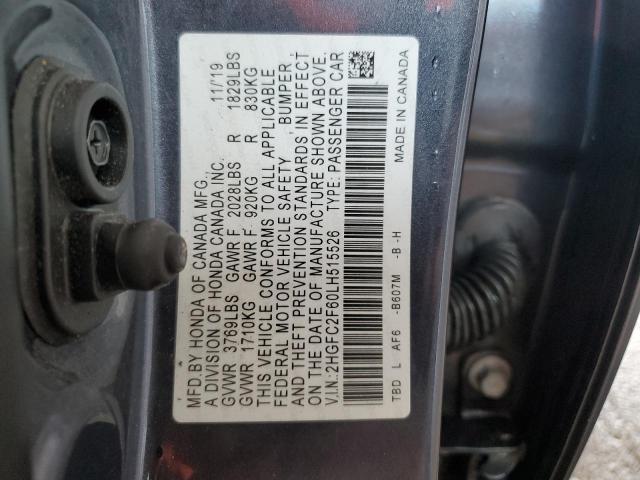 MFD.BY HONDA OF CANADA MFG., 11/'19
A DIVISION OF HONDA CANADA INC.
GVWR 3769LBS GAWR F 2028LBS R 1829LBS
GVWR 1710KG GAWR F 920KG R 830KG
THIS VEHICLE CONFORMS TO ALL APPLICABLE
FEDERAL MOTOR VEHICLE SAFETY , BUMPER ,
AND THEFT PREVENTION STANDARDS IN EFFECT
ON THE DATE OF MANUFACTURE SHOWN ABOVE.
V.I.N.:2HGFC2F60LH515526 TYPE: PASSENGER CAR
TBD L AF6 -B607M -B -H MADE IN CANADA